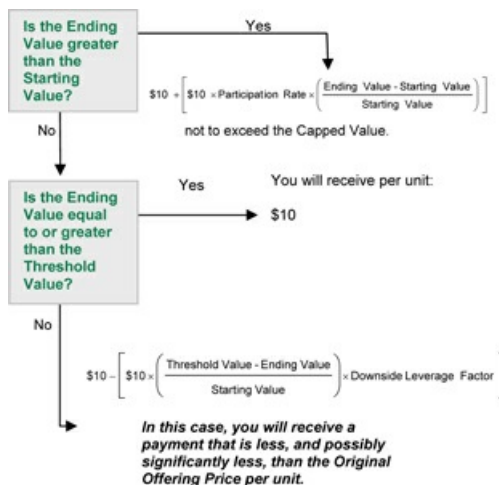 Is the Ending
Value greater
than the
Starting
Value?
Yes
$10 + [$10 × Participation Rate × (Ending Value - Starting Value / Starting Value)]
not to exceed the Capped Value.
No
Is the Ending
Value equal
to or greater
than the
Threshold
Value?
Yes
You will receive per unit:
$10
No
$10 – [$10 × (Threshold Value - Ending Value / Starting Value) × Downside Leverage Factor]
In this case, you will receive a
payment that is less, and possibly
significantly less, than the Original
Offering Price per unit.